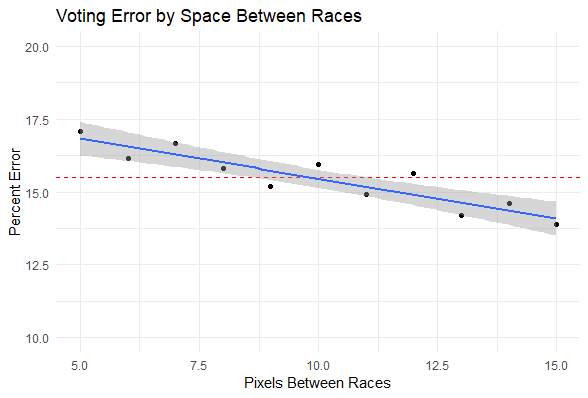 Voting Error by Space Between Races
20.0
17.5
15.0
12.5
10.0
Percent Error
5.0 7.5 10.0 12.5 15.0
Pixels Between Races